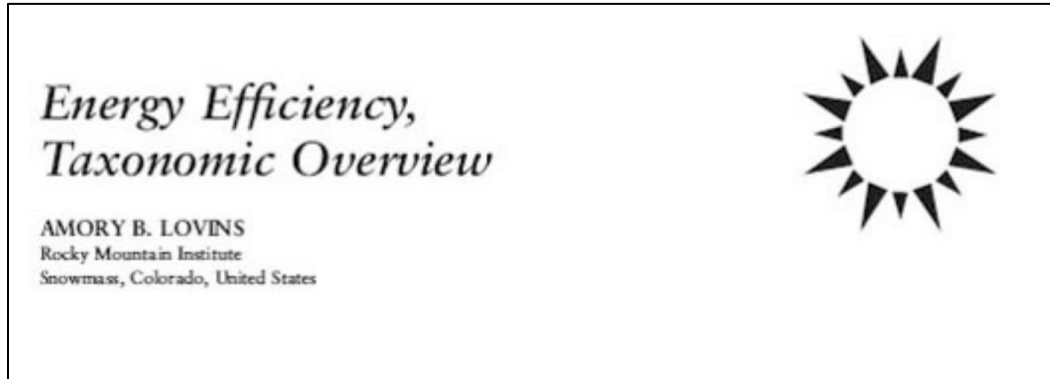 Energy Efficiency,
Taxonomic Overview
AMORY B. LOVINS
Rocky Mountain Institute
Snowmass, Colorado, United States